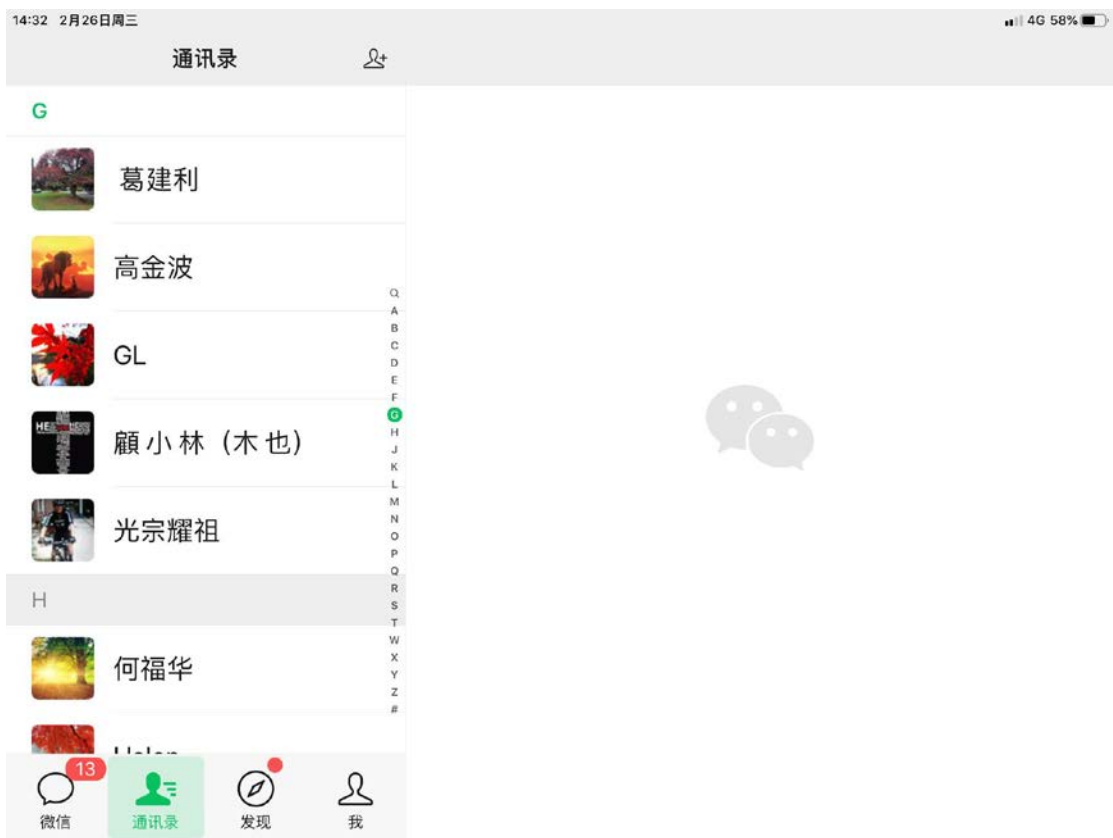 14:32 2月26日周三
4G 58%
通讯录
G
葛建利
高金波
GL
顧小林（木也）
光宗耀祖
H
何福华
Helen
Q
A
B
C
D
E
F
G
H
J
K
L
M
N
O
P
Q
R
S
T
W
X
Y
Z
#
13
微信
通讯录
发现
我